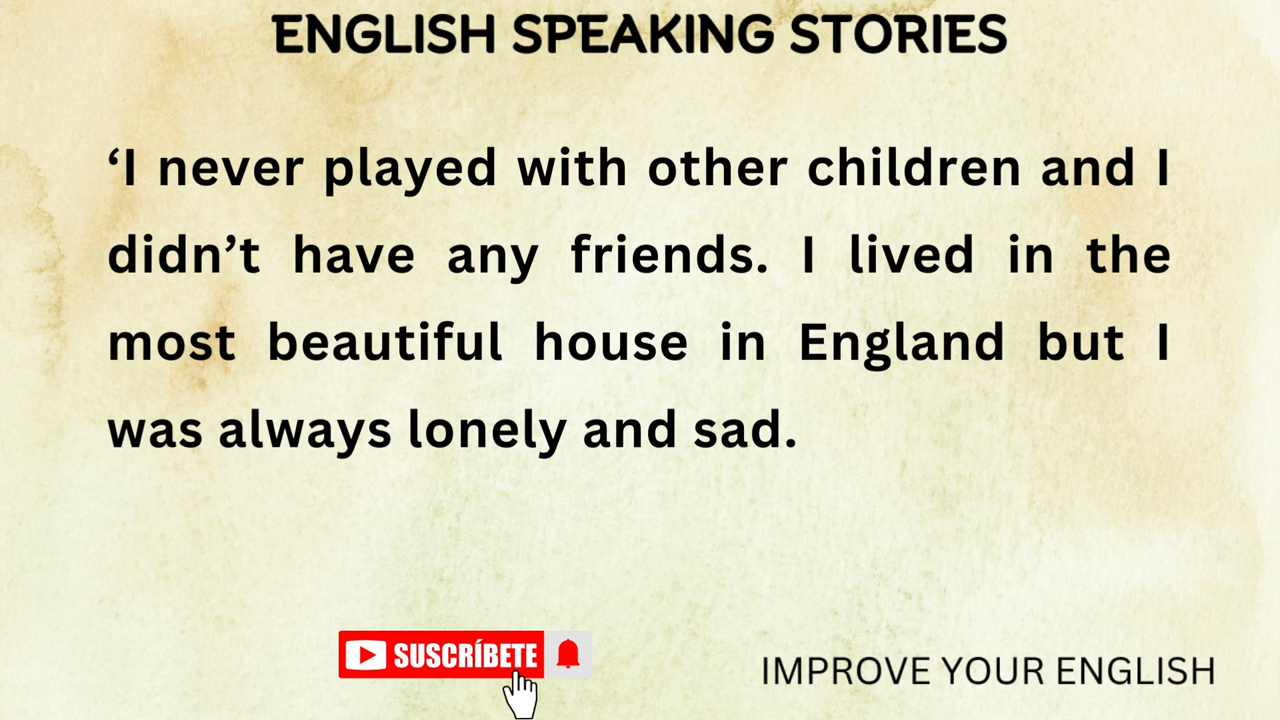 ENGLISH SPEAKING STORIES
‘I never played with other children and I
didn’t have any friends. I lived in the
most beautiful house in England but I
was always lonely and sad.
SUSCRÍBETE
IMPROVE YOUR ENGLISH